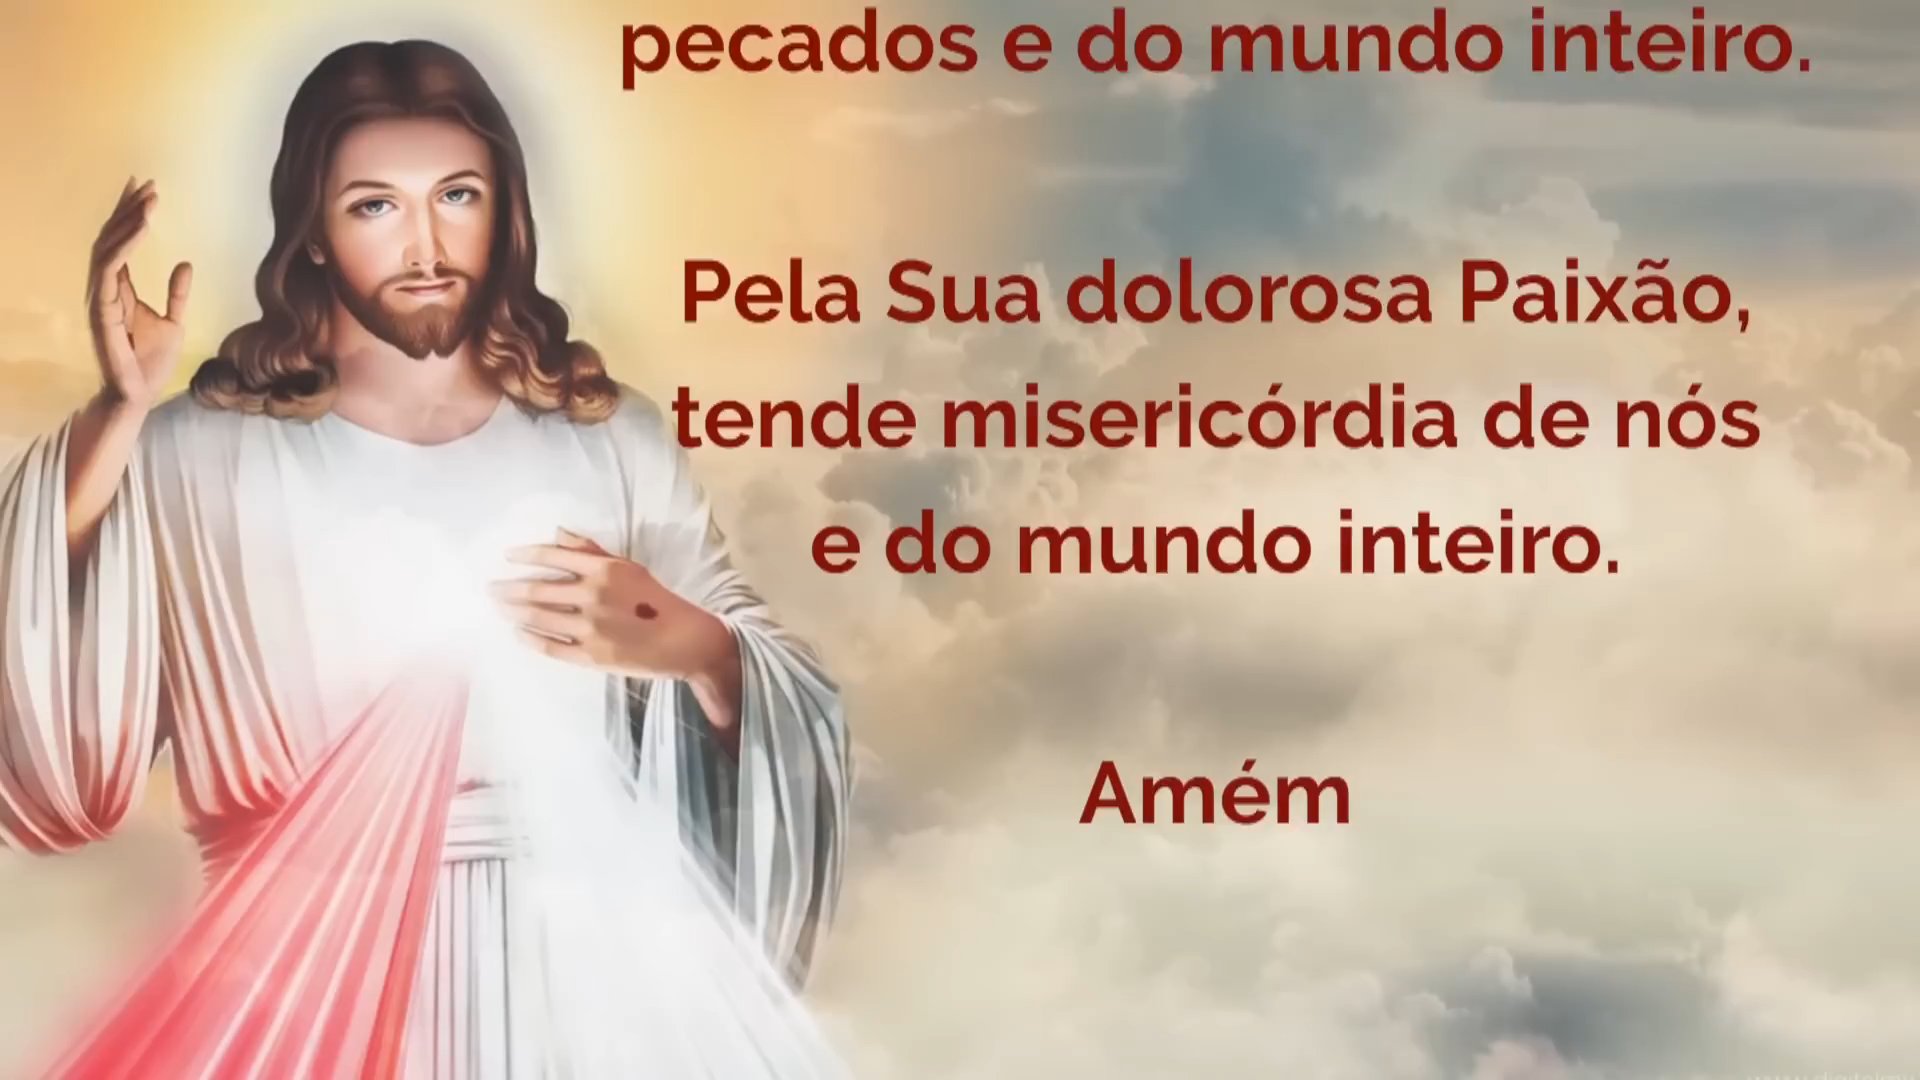 pecados e do mundo inteiro.
Pela Sua dolorosa Paixão,
tende misericórdia de nós
e do mundo inteiro.
Amém